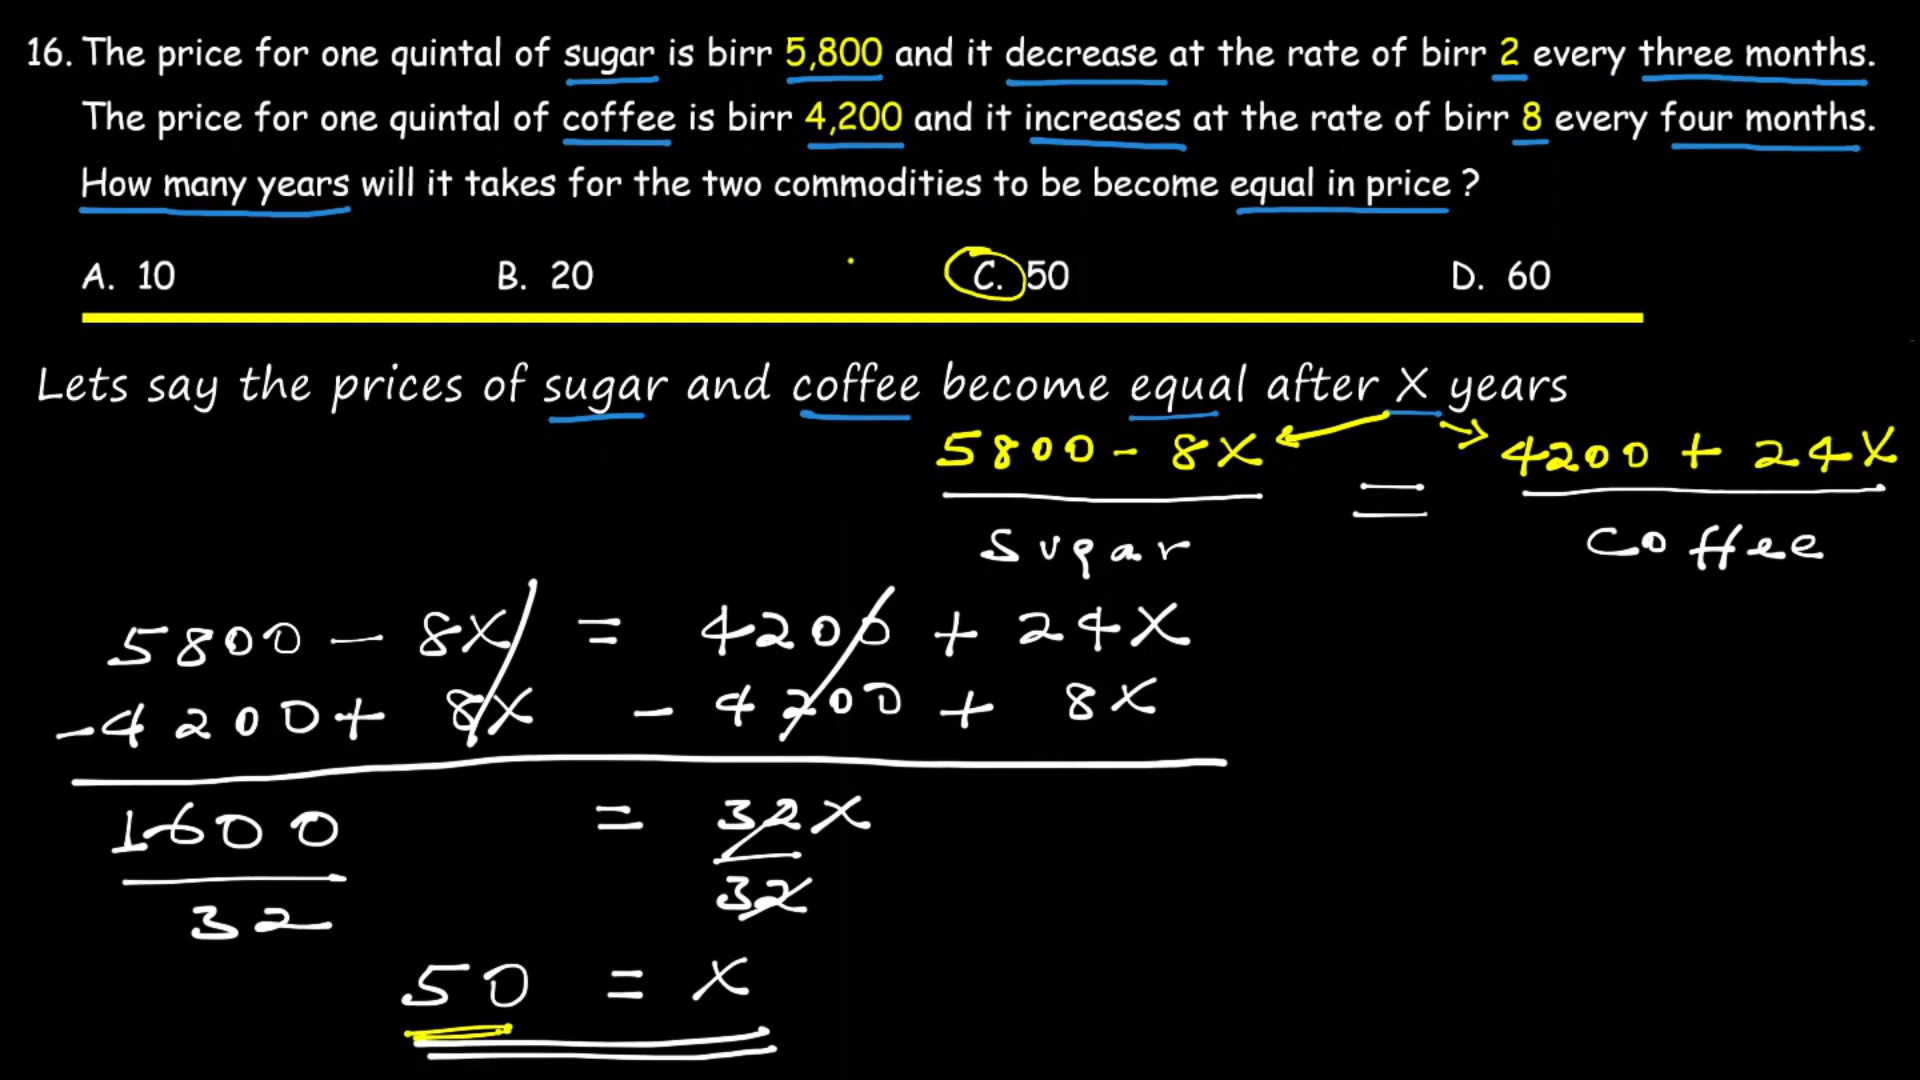 16. The price for one quintal of sugar is birr 5,800 and it decrease at the rate of birr 2 every three months.
The price for one quintal of coffee is birr 4,200 and it increases at the rate of birr 8 every four months.
How many years will it takes for the two commodities to be become equal in price ?
A. 10 B. 20 C. 50 D. 60
Lets say the prices of sugar and coffee become equal after X years
5800 - 8X = 4200 + 24X
Sugar Coffee
5800 - 8X = 4200 + 24X
-4200 + 8X - 4200 + 8X
1600 = 32X
32 32
50 = X